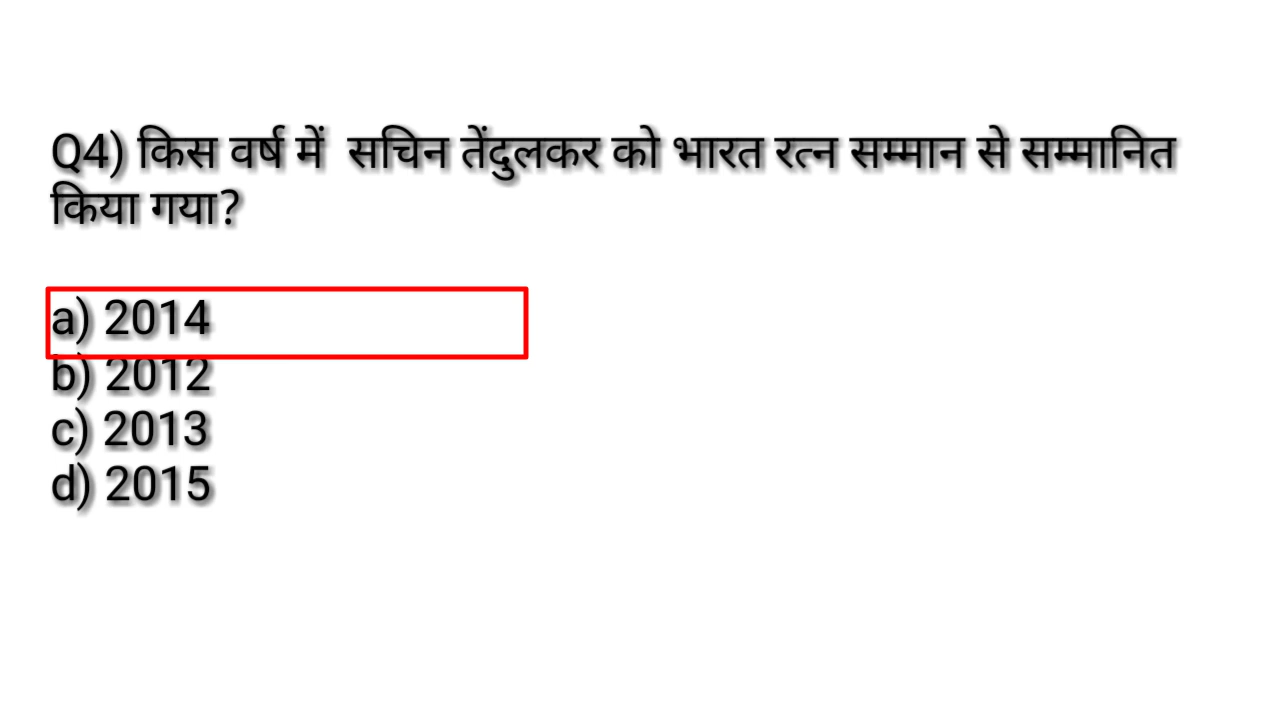 Q4) किस वर्ष में  सचिन तेंदुलकर को भारत रत्न सम्मान से सम्मानित
किया गया?
a) 2014
b) 2012
c) 2013
d) 2015